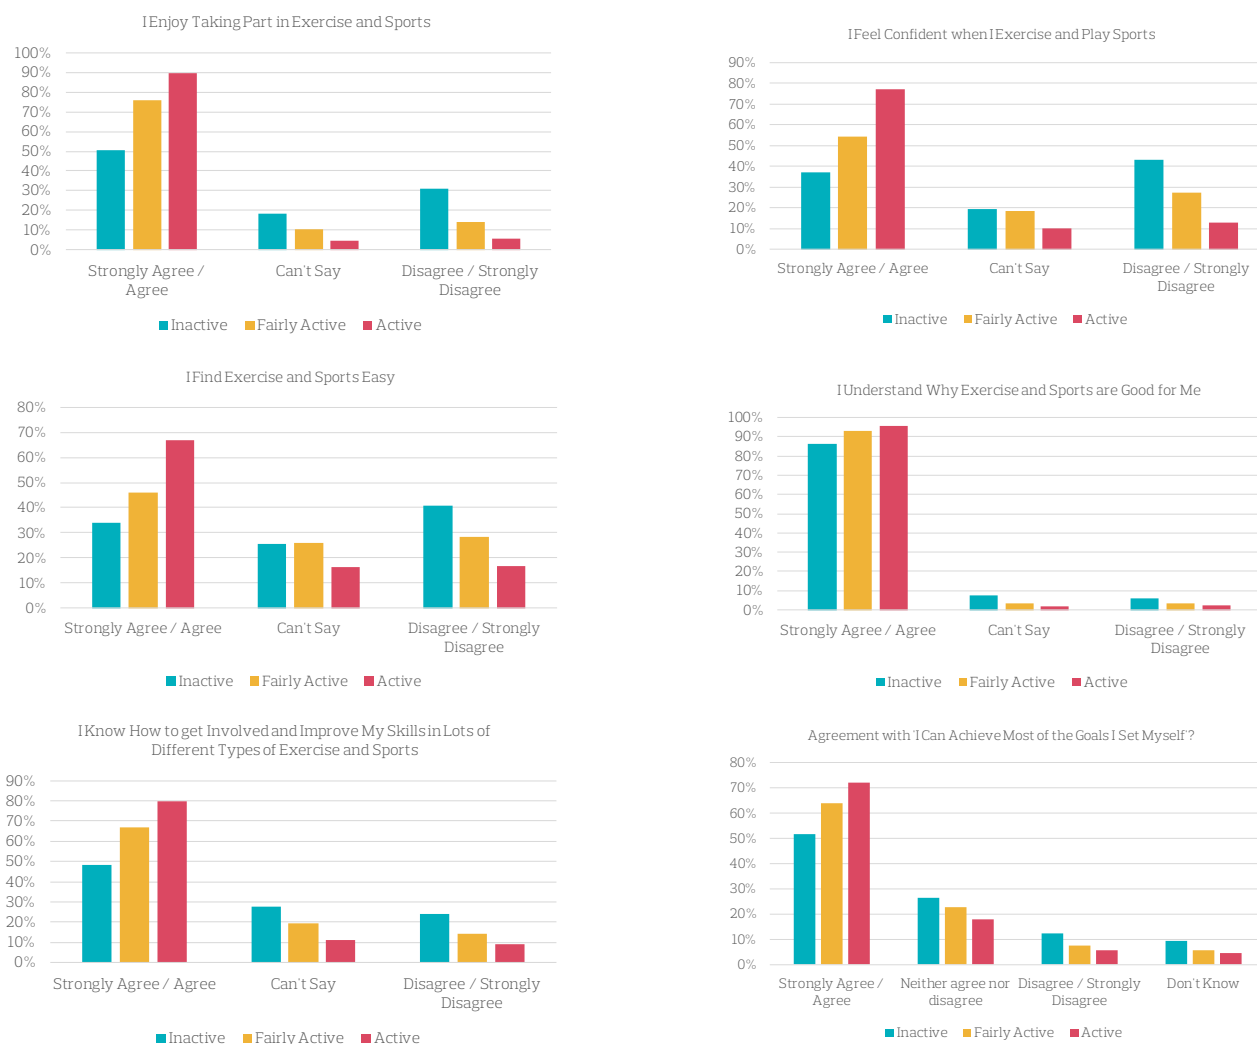 I Enjoy Taking Part in Exercise and Sports
100%
90%
80%
70%
60%
50%
40%
30%
20%
10%
0%
Strongly Agree /
Agree
Can't Say
Disagree / Strongly
Disagree
Inactive Fairly Active Active
I Feel Confident when I Exercise and Play Sports
90%
80%
70%
60%
50%
40%
30%
20%
10%
0%
Strongly Agree / Agree
Can't Say
Disagree / Strongly
Disagree
Inactive Fairly Active Active
I Find Exercise and Sports Easy
80%
70%
60%
50%
40%
30%
20%
10%
0%
Strongly Agree / Agree
Can't Say
Disagree / Strongly
Disagree
Inactive Fairly Active Active
I Understand Why Exercise and Sports are Good for Me
100%
90%
80%
70%
60%
50%
40%
30%
20%
10%
0%
Strongly Agree / Agree
Can't Say
Disagree / Strongly
Disagree
Inactive Fairly Active Active
I Know How to get Involved and Improve My Skills in Lots of
Different Types of Exercise and Sports
90%
80%
70%
60%
50%
40%
30%
20%
10%
0%
Strongly Agree / Agree
Can't Say
Disagree / Strongly
Disagree
Inactive Fairly Active Active
Agreement with 'I Can Achieve Most of the Goals I Set Myself'?
80%
70%
60%
50%
40%
30%
20%
10%
0%
Strongly Agree /
Agree
Neither agree nor
disagree
Disagree / Strongly
Disagree
Don't Know
Inactive Fairly Active Active